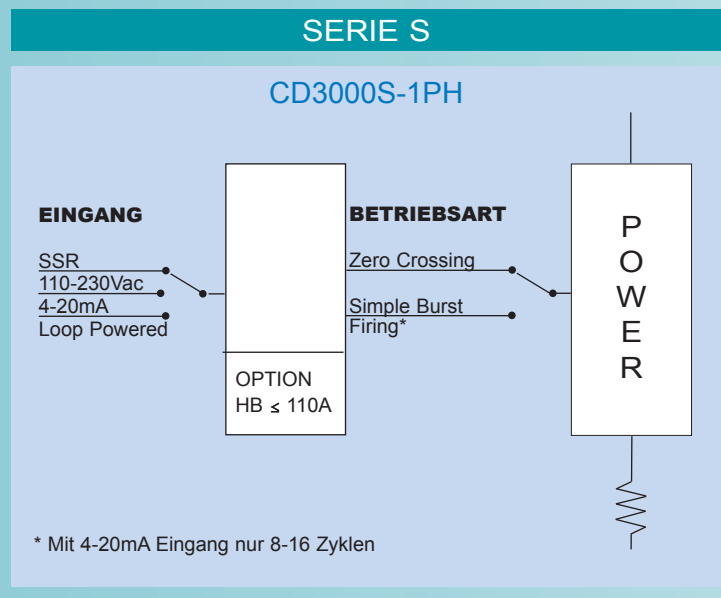 SERIE S
CD3000S-1PH
EINGANG
SSR
110-230Vac
4-20mA
Loop Powered
OPTION
HB ≤ 110A
BETRIEBSART
Zero Crossing
Simple Burst
Firing*
POWER
* Mit 4-20mA Eingang nur 8-16 Zyklen